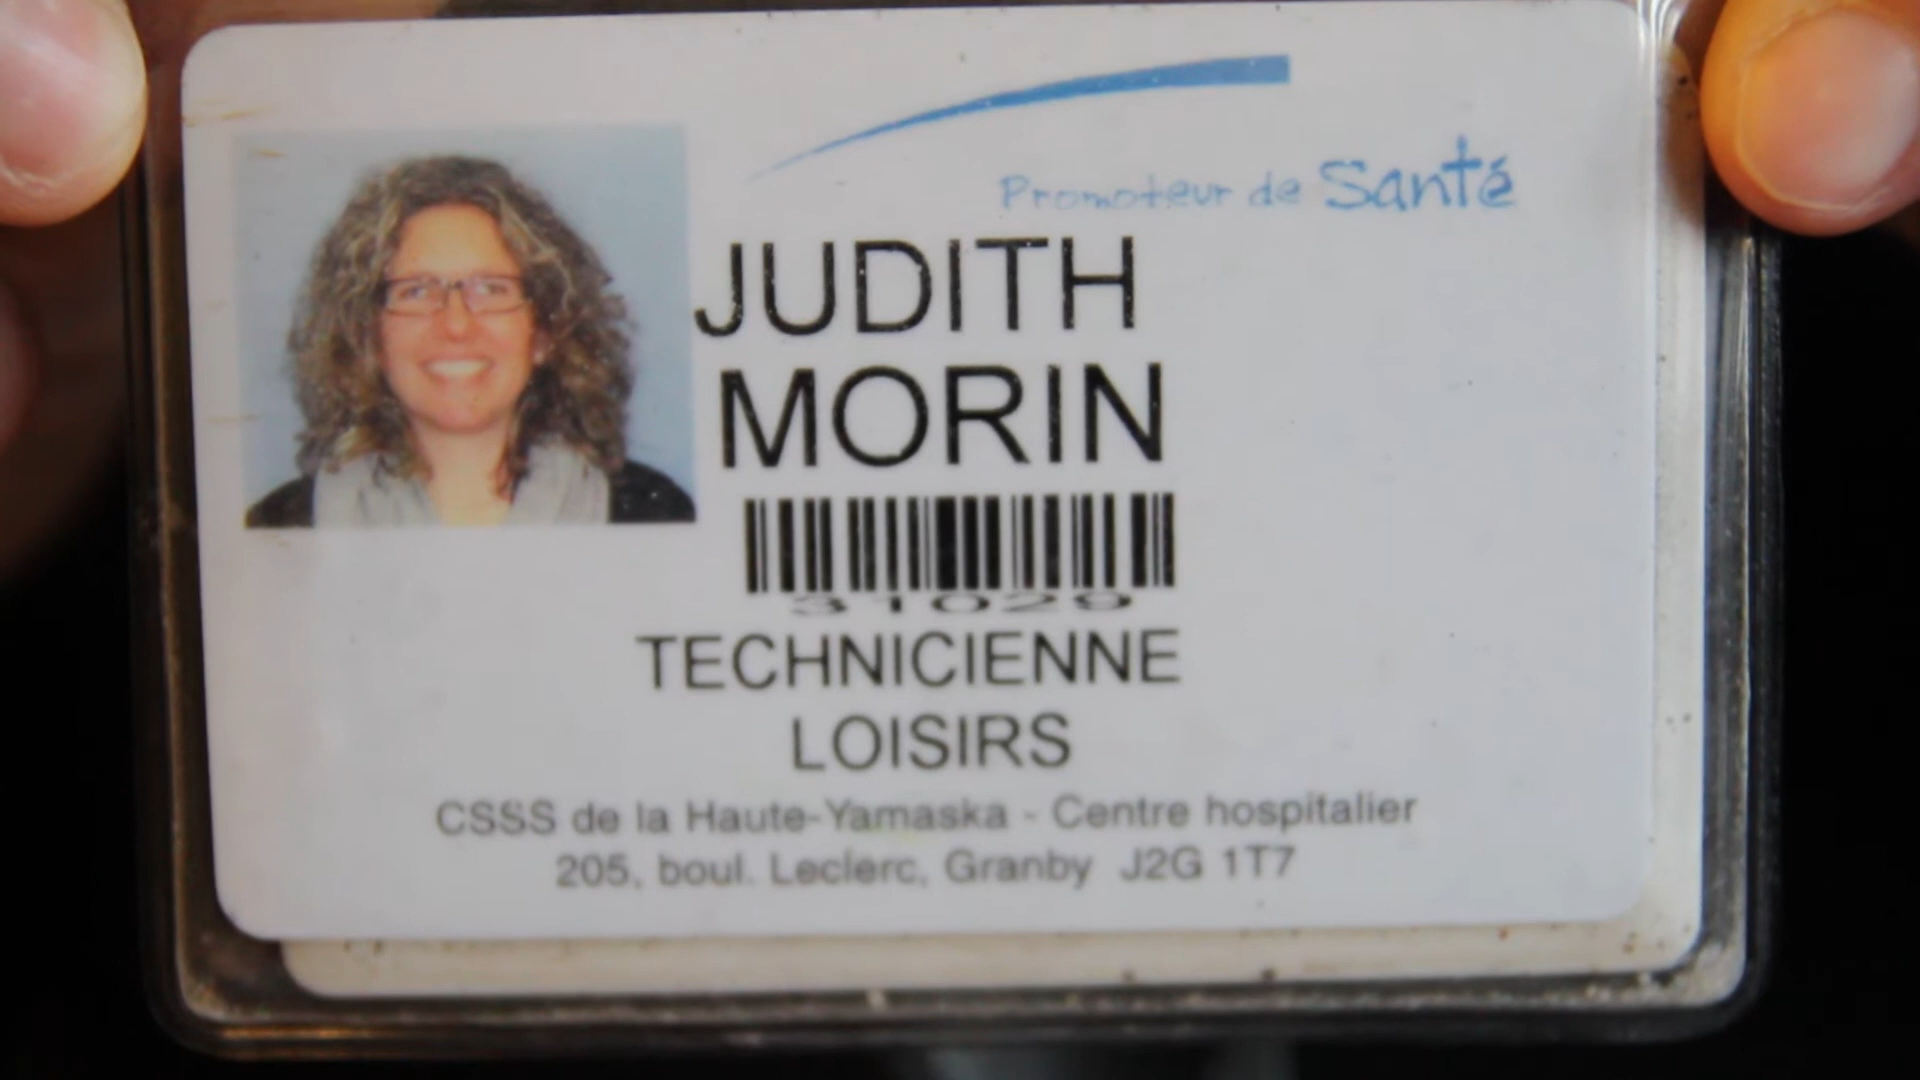 Promoteur de Santé
JUDITH
MORIN
31029
TECHNICIENNE
LOISIRS
CSSS de la Haute-Yamaska - Centre hospitalier
205, boul. Leclerc, Granby J2G 1T7